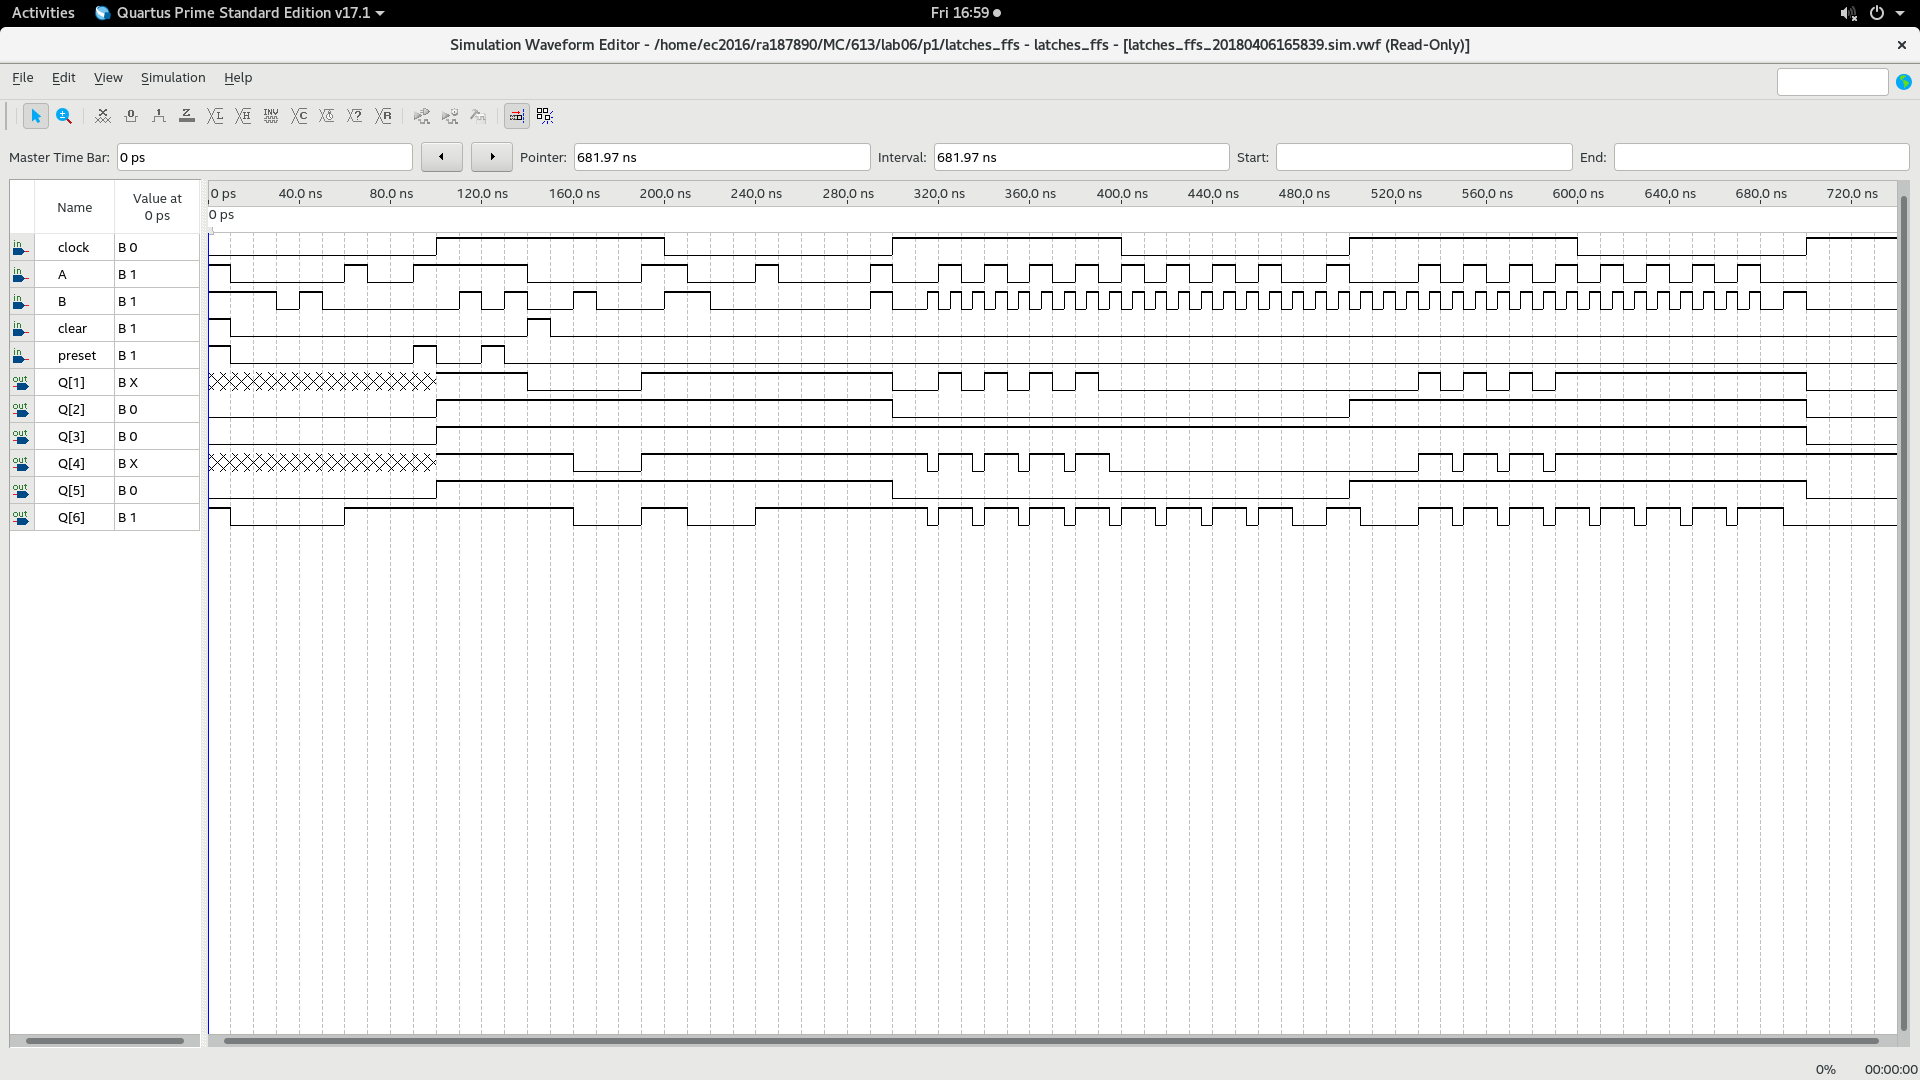 Activities Quartus Prime Standard Edition v17.1 Fri 16:59
Simulation Waveform Editor - /home/ec2016/ra187890/MC/613/lab06/p1/latches_ffs - latches_ffs - [latches_ffs_20180406165839.sim.vwf (Read-Only)]
File Edit View Simulation Help
Master Time Bar: 0 ps Pointer: 681.97 ns Interval: 681.97 ns Start: End:
Name Value at 0 ps
0 ps 40.0 ns 80.0 ns 120.0 ns 160.0 ns 200.0 ns 240.0 ns 280.0 ns 320.0 ns 360.0 ns 400.0 ns 440.0 ns 480.0 ns 520.0 ns 560.0 ns 600.0 ns 640.0 ns 680.0 ns 720.0 ns
0 ps
in clock B 0
in A B 1
in B B 1
in clear B 1
in preset B 1
out Q[1] B X
out Q[2] B 0
out Q[3] B 0
out Q[4] B X
out Q[5] B 0
out Q[6] B 1
0% 00:00:00